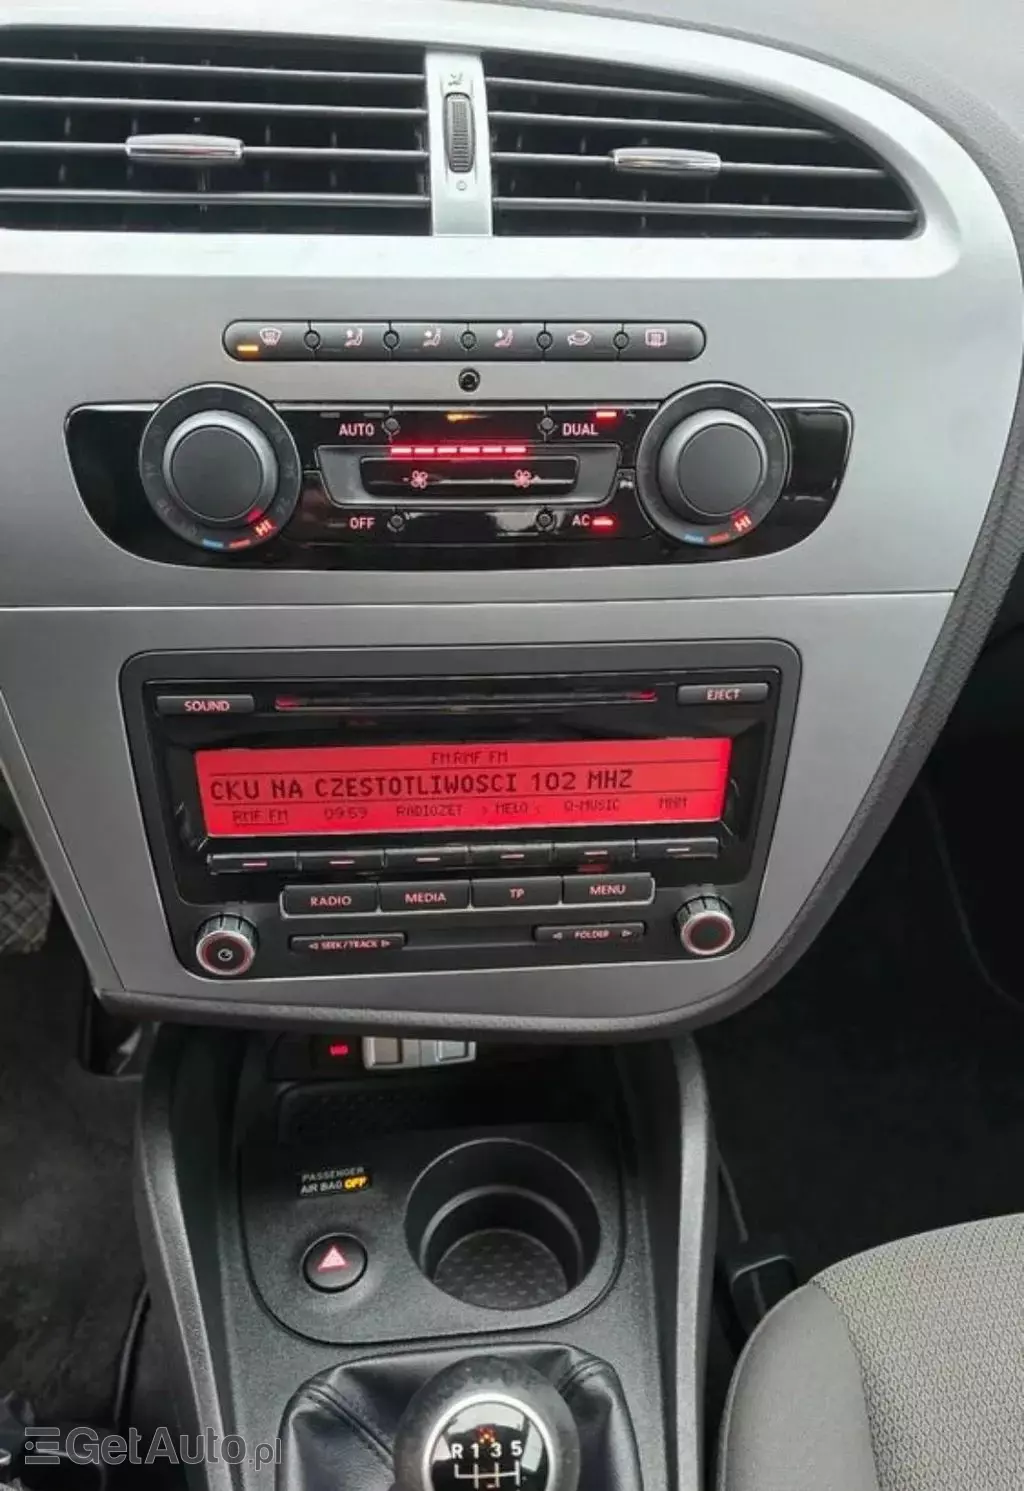 AUTO
DUAL
OFF
AC
HI
HI
SOUND
EJECT
FM:RMF FM
CKU NA CZESTOTLIWOSCI 102 MHZ
RMF FM 09:59 RADIOZET > MELO < Q-MUSIC MNM
RADIO MEDIA TP MENU
SEEK/TRACK
FOLDER
PASSENGER
AIR BAG OFF
R 1 3 5
GetAuto.pl